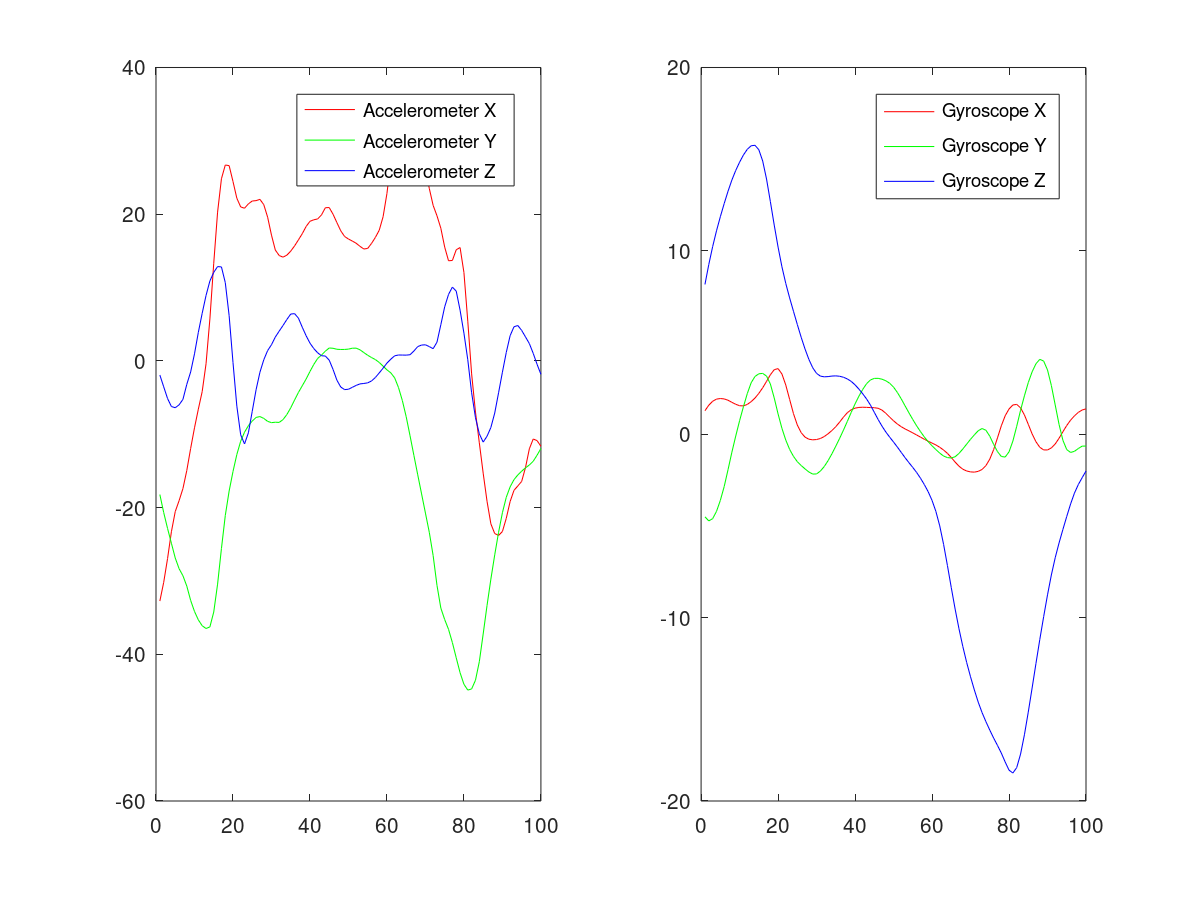 40
20
0
-20
-40
-60
0 20 40 60 80 100
Accelerometer X
Accelerometer Y
Accelerometer Z
20
10
0
-10
-20
0 20 40 60 80 100
Gyroscope X
Gyroscope Y
Gyroscope Z